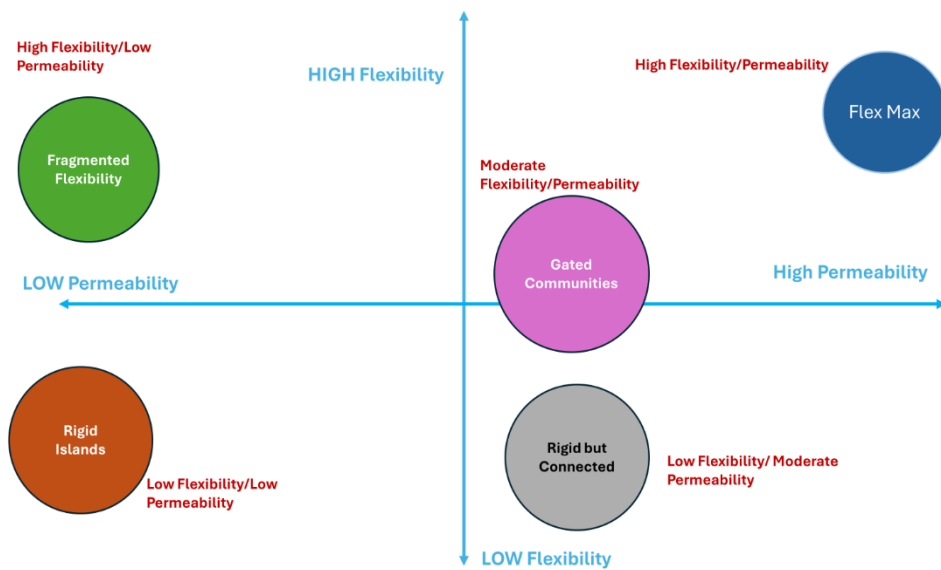 High Flexibility/Low
Permeability
HIGH Flexibility
High Flexibility/Permeability
Flex Max
Fragmented
Flexibility
Moderate
Flexibility/Permeability
LOW Permeability
Gated
Communities
High Permeability
Rigid
Islands
Low Flexibility/Low
Permeability
Rigid but
Connected
Low Flexibility/ Moderate
Permeability
LOW Flexibility